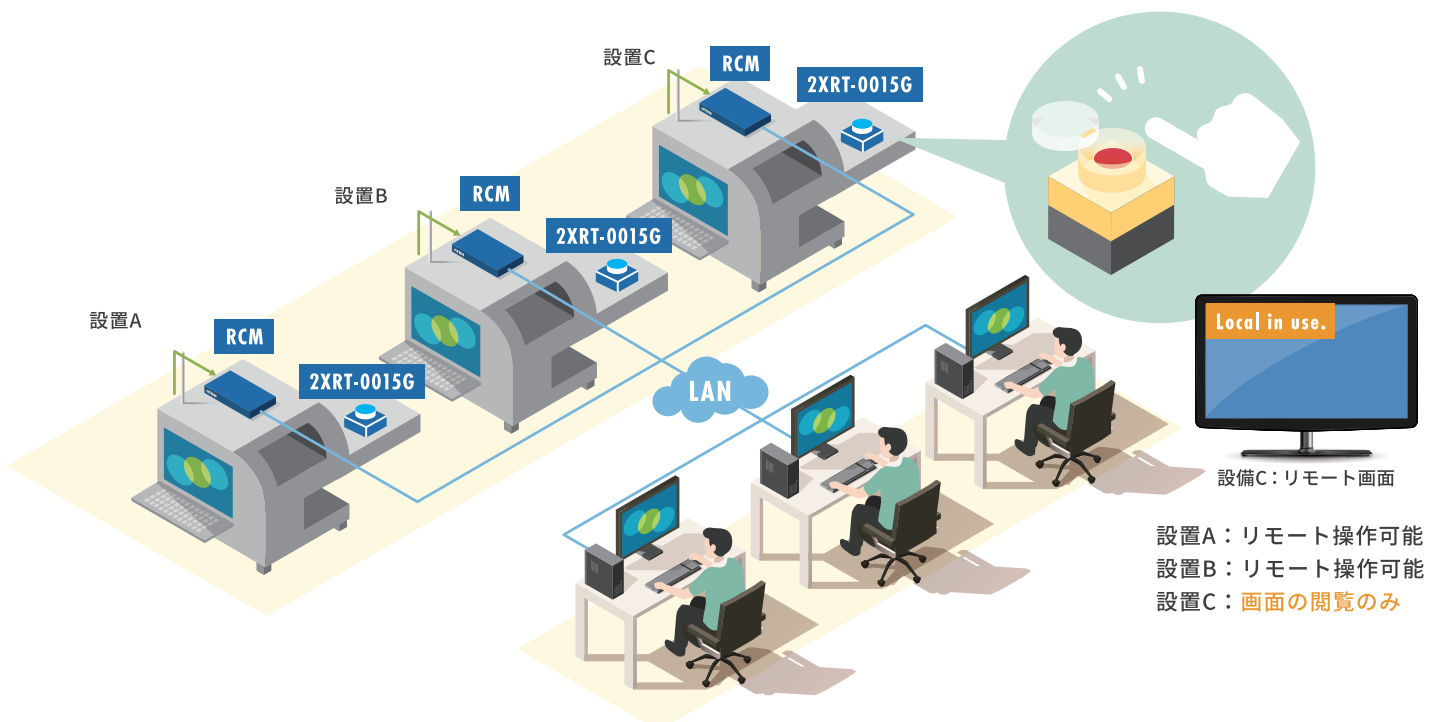 設置C
RCM
2XRT-0015G
設置B
RCM
2XRT-0015G
設置A
RCM
2XRT-0015G
LAN
Local in use.
設備C：リモート画面
設置A：リモート操作可能
設置B：リモート操作可能
設置C：画面の閲覧のみ